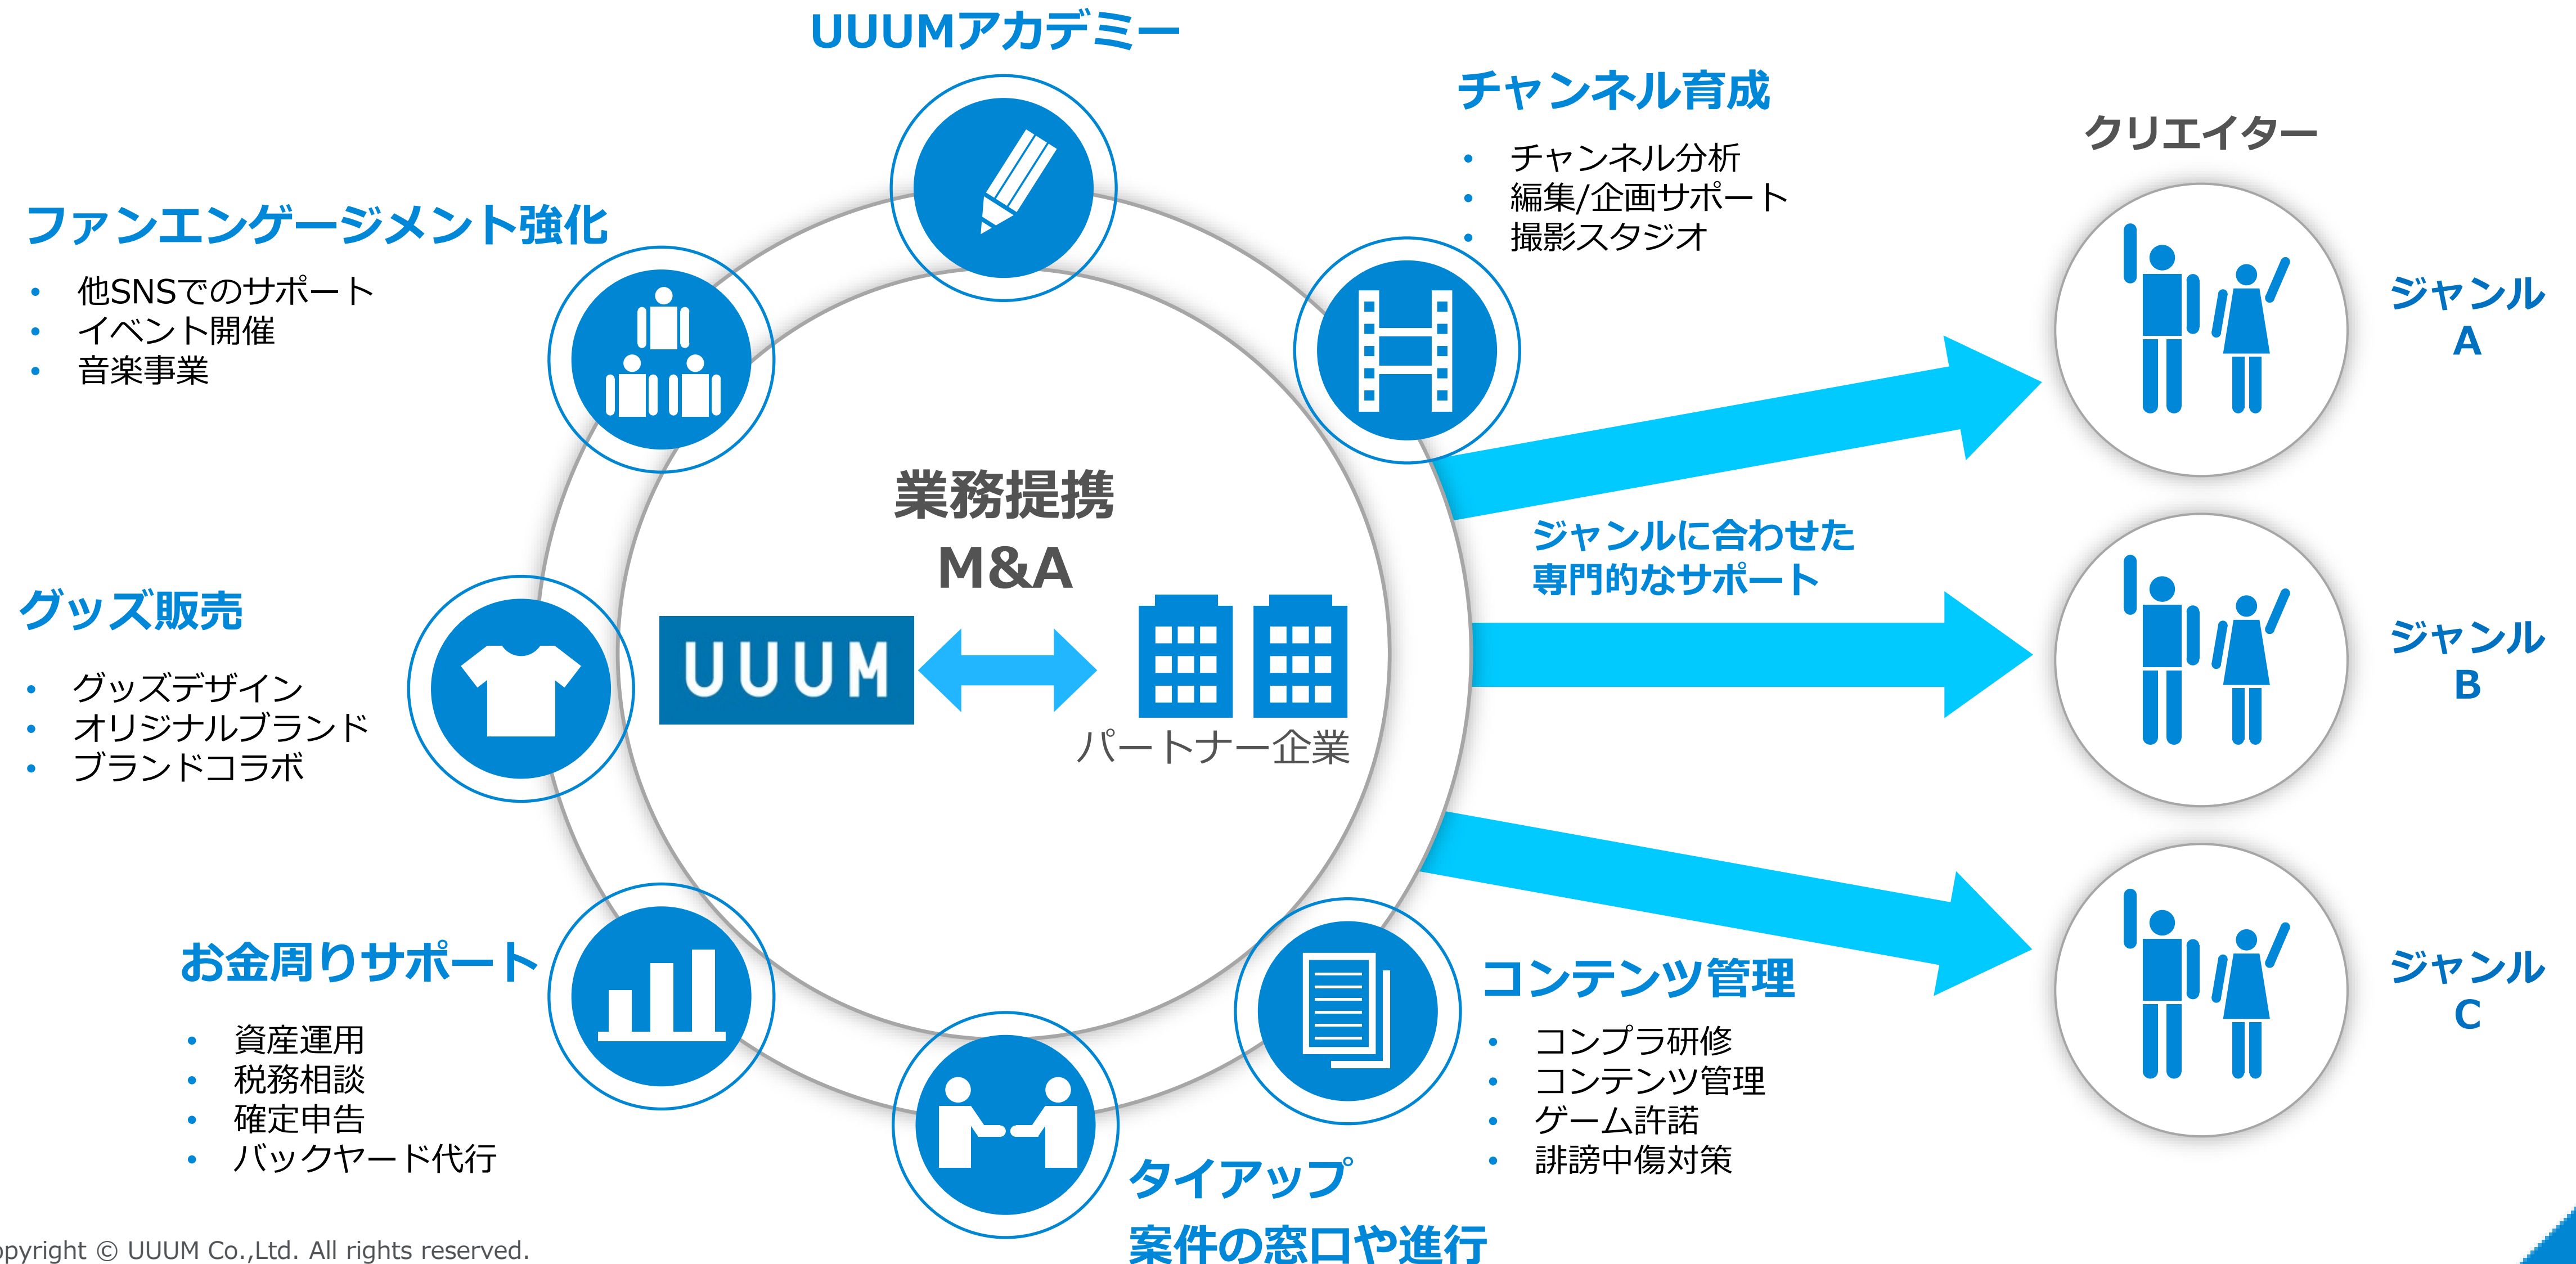 UUUMアカデミー
チャンネル育成
• チャンネル分析
• 編集/企画サポート
• 撮影スタジオ
クリエイター
ファンエンゲージメント強化
• 他SNSでのサポート
• イベント開催
• 音楽事業
ジャンル
A
業務提携
M&A
ジャンルに合わせた
専門的なサポート
グッズ販売
• グッズデザイン
• オリジナルブランド
• ブランドコラボ
UUUM
パートナー企業
ジャンル
B
お金周りサポート
• 資産運用
• 税務相談
• 確定申告
• バックヤード代行
コンテンツ管理
• コンプラ研修
• コンテンツ管理
• ゲーム許諾
• 誹謗中傷対策
ジャンル
C
タイアップ
案件の窓口や進行
opyright © UUUM Co.,Ltd. All rights reserved.